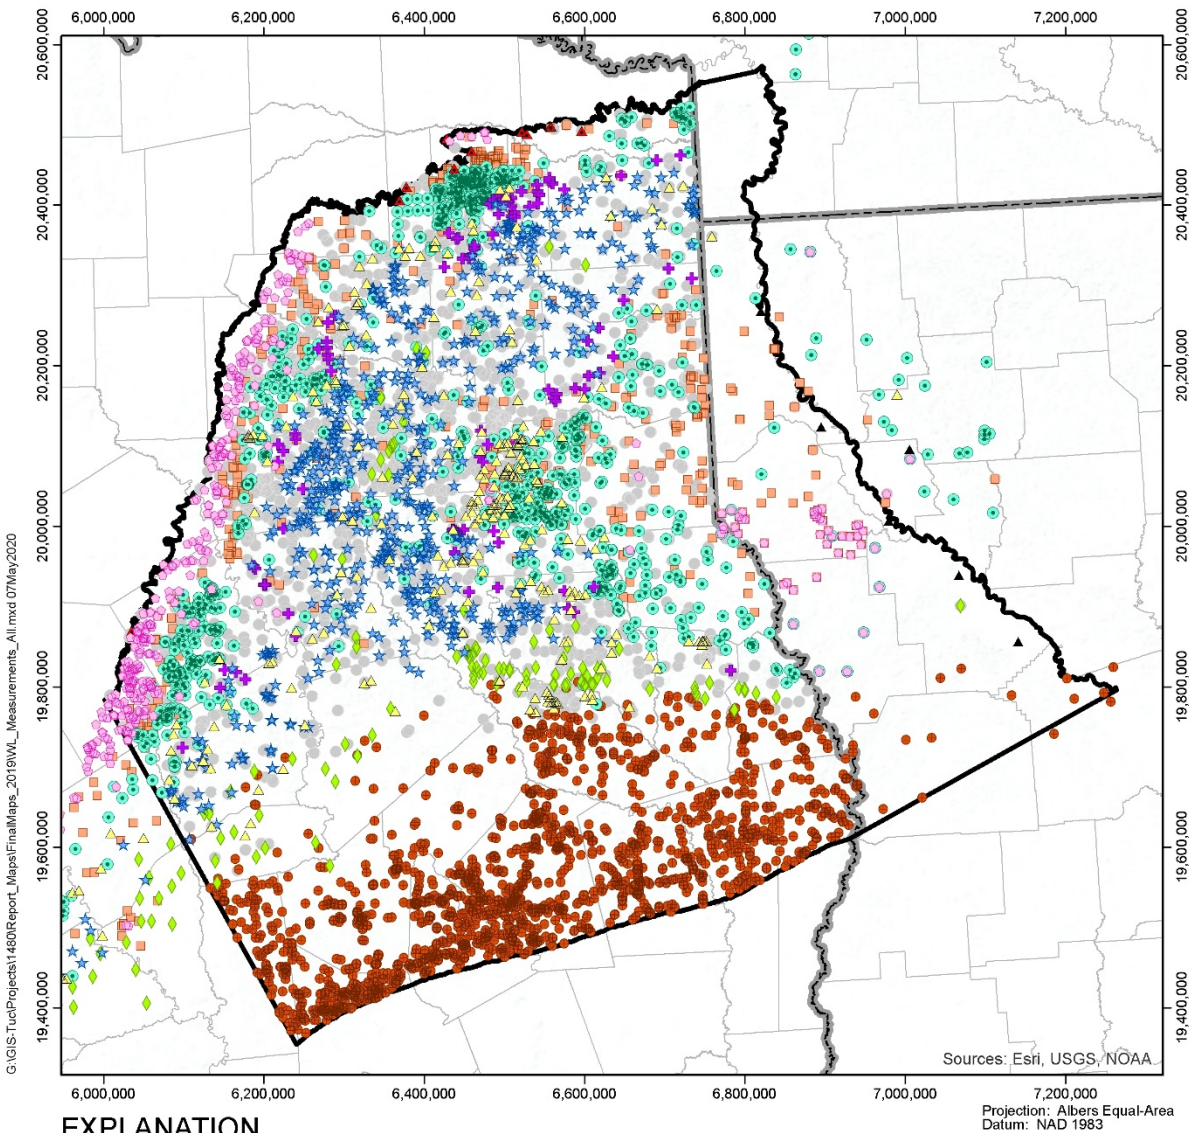 6,000,000 6,200,000 6,400,000 6,600,000 6,800,000 7,000,000 7,200,000
20,600,000 20,600,000
20,400,000 20,400,000
20,200,000 20,200,000
20,000,000 20,000,000
19,800,000 19,800,000
19,600,000 19,600,000
19,400,000 19,400,000
G:\GIS-Tuc\Projects\1480\Report_Maps\FinalMaps_2019\WL_Measurements_All.mxd 07May2020
Sources: Esri, USGS, NOAA
6,000,000 6,200,000 6,400,000 6,600,000 6,800,000 7,000,000 7,200,000
EXPLANATION
Projection: Albers Equal-Area
Datum: NAD 1983